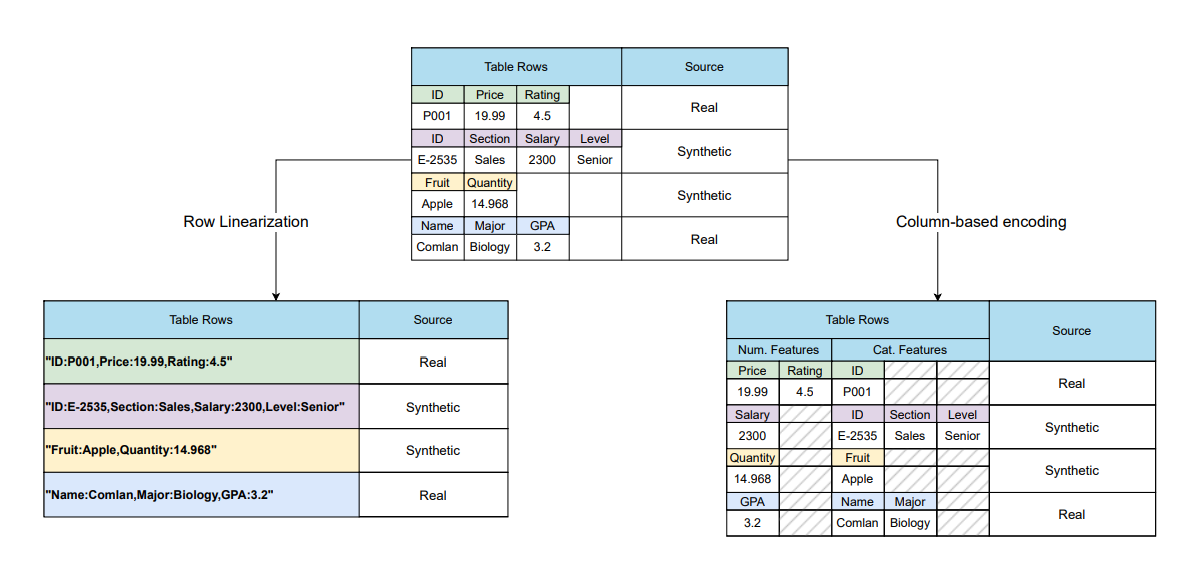 Table Rows Source
ID Price Rating
Real
P001 19.99 4.5
ID Section Salary Level
Synthetic
E-2535 Sales 2300 Senior
Fruit Quantity
Synthetic
Apple 14.968
Name Major GPA
Real
Comlan Biology 3.2
Row Linearization
Column-based encoding
Table Rows Source
"ID:P001,Price:19.99,Rating:4.5" Real
"ID:E-2535,Section:Sales,Salary:2300,Level:Senior" Synthetic
"Fruit:Apple,Quantity:14.968" Synthetic
"Name:Comlan,Major:Biology,GPA:3.2" Real
Table Rows Source
Num. Features Cat. Features
Price Rating ID
Real
19.99 4.5 P001
Salary ID Section Level
Synthetic
2300 E-2535 Sales Senior
Quantity Fruit
Synthetic
14.968 Apple
GPA Name Major
Real
3.2 Comlan Biology